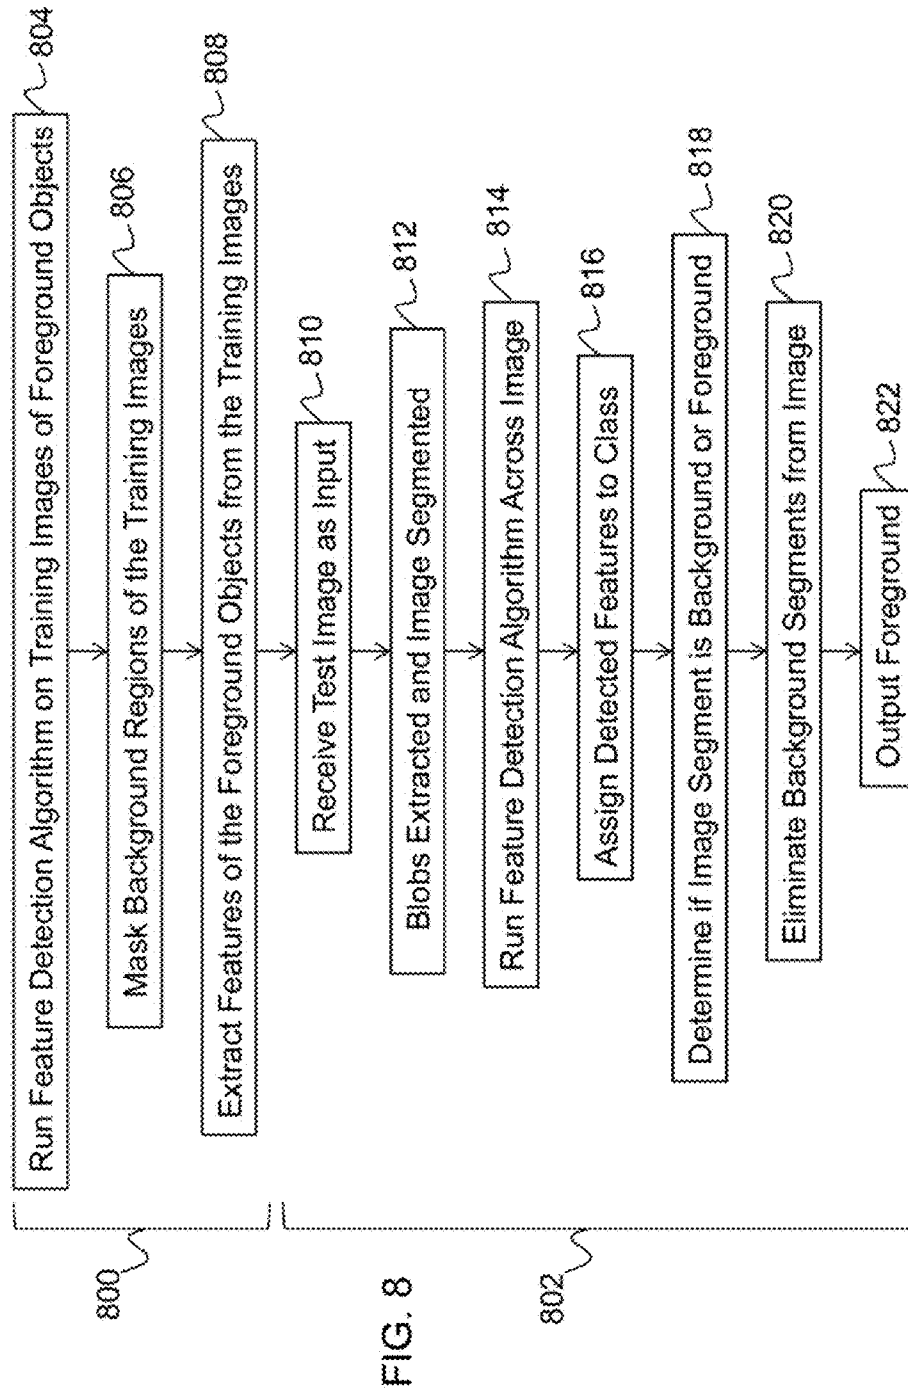 800
Run Feature Detection Algorithm on Training Images of Foreground Objects
804
Mask Background Regions of the Training Images
806
Extract Features of the Foreground Objects from the Training Images
808
802
Receive Test Image as Input
810
Blobs Extracted and Image Segmented
812
Run Feature Detection Algorithm Across Image
814
Assign Detected Features to Class
816
Determine if Image Segment is Background or Foreground
818
Eliminate Background Segments from Image
820
Output Foreground
822
FIG. 8